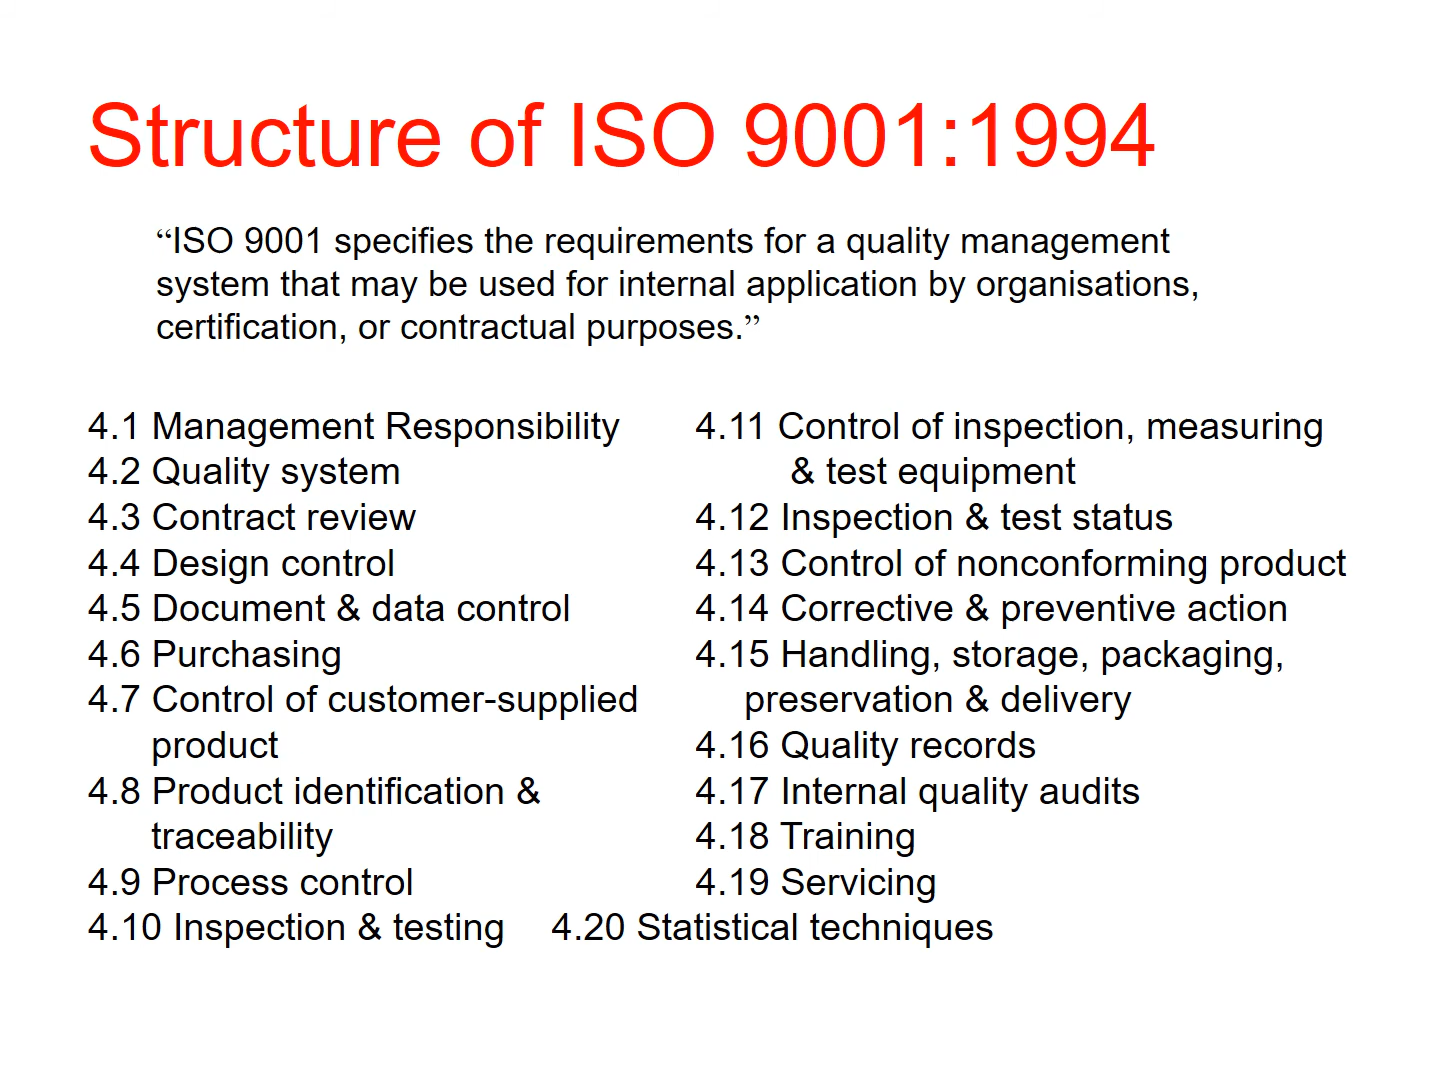 Structure of ISO 9001:1994
“ISO 9001 specifies the requirements for a quality management
system that may be used for internal application by organisations,
certification, or contractual purposes.”
4.1 Management Responsibility
4.2 Quality system
4.3 Contract review
4.4 Design control
4.5 Document & data control
4.6 Purchasing
4.7 Control of customer-supplied
product
4.8 Product identification &
traceability
4.9 Process control
4.10 Inspection & testing
4.11 Control of inspection, measuring
& test equipment
4.12 Inspection & test status
4.13 Control of nonconforming product
4.14 Corrective & preventive action
4.15 Handling, storage, packaging,
preservation & delivery
4.16 Quality records
4.17 Internal quality audits
4.18 Training
4.19 Servicing
4.20 Statistical techniques